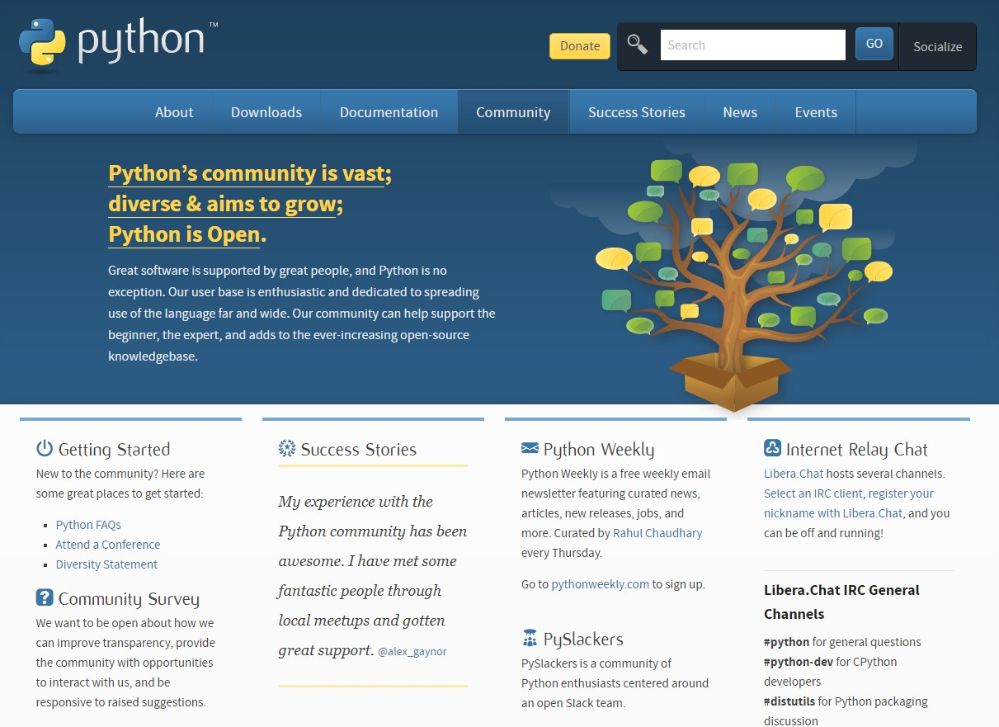 python™
Donate
Search
GO
Socialize
About
Downloads
Documentation
Community
Success Stories
News
Events
Python’s community is vast;
diverse & aims to grow;
Python is Open.
Great software is supported by great people, and Python is no
exception. Our user base is enthusiastic and dedicated to spreading
use of the language far and wide. Our community can help support the
beginner, the expert, and adds to the ever-increasing open-source
knowledgebase.
Getting Started
New to the community? Here are
some great places to get started:
Python FAQs
Attend a Conference
Diversity Statement
Community Survey
We want to be open about how we
can improve transparency, provide
the community with opportunities
to interact with us, and be
responsive to raised suggestions.
Success Stories
My experience with the
Python community has been
awesome. I have met some
fantastic people through
local meetups and gotten
great support. @alex_gaynor
Python Weekly
Python Weekly is a free weekly email
newsletter featuring curated news,
articles, new releases, jobs, and
more. Curated by Rahul Chaudhary
every Thursday.
Go to pythonweekly.com to sign up.
PySlackers
PySlackers is a community of
Python enthusiasts centered around
an open Slack team.
Internet Relay Chat
Libera.Chat hosts several channels.
Select an IRC client, register your
nickname with Libera.Chat, and you
can be off and running!
Libera.Chat IRC General
Channels
#python for general questions
#python-dev for CPython
developers
#distutils for Python packaging
discussion